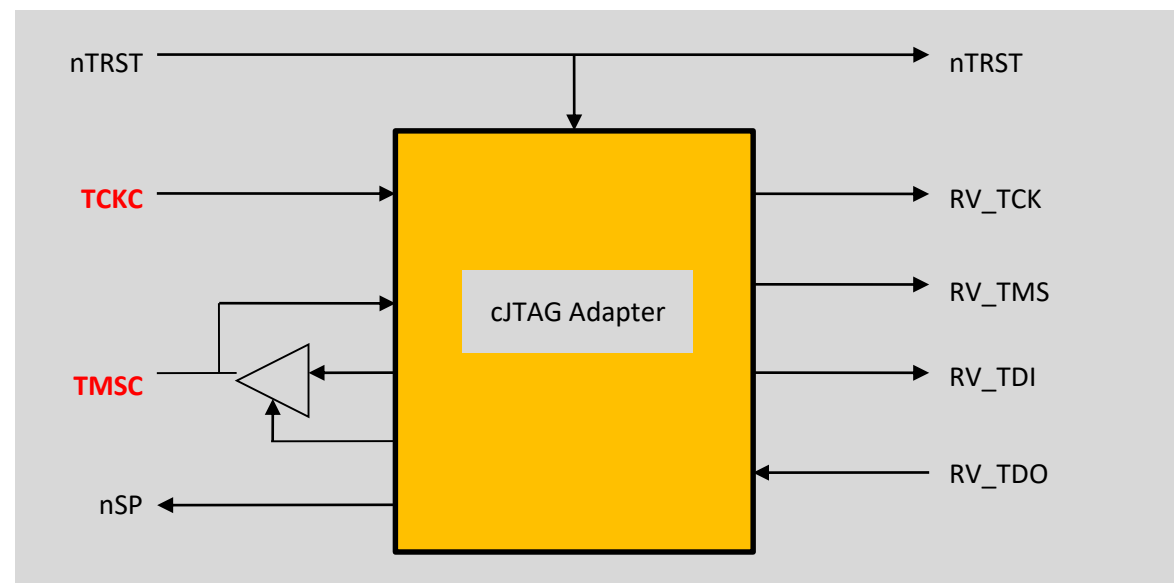 nTRST
nTRST
TCKC
RV_TCK
cJTAG Adapter
RV_TMS
TMSC
RV_TDI
RV_TDO
nSP